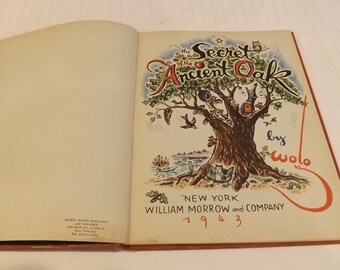 the Secret
of the
Ancient Oak
by
Wolo
NEW YORK
WILLIAM MORROW and COMPANY
1943